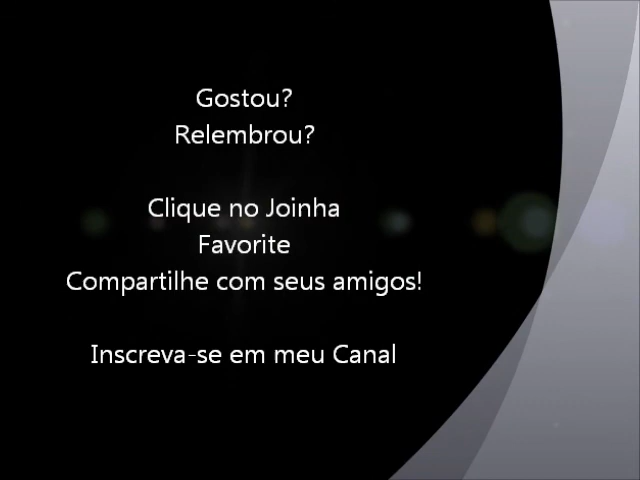 Gostou?
Relembrou?
Clique no Joinha
Favorite
Compartilhe com seus amigos!
Inscreva-se em meu Canal